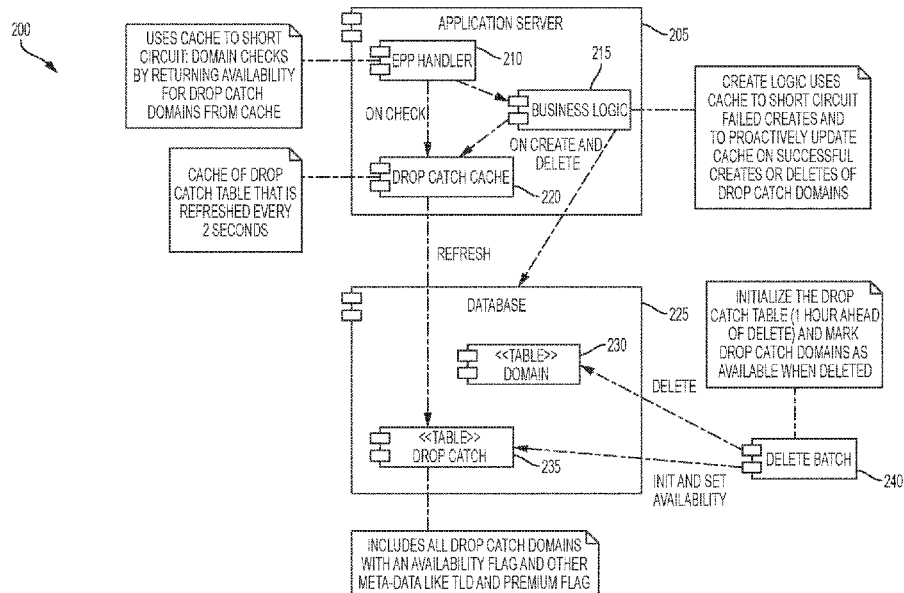 200
USES CACHE TO SHORT
CIRCUIT: DOMAIN CHECKS
BY RETURNING AVAILABILITY
FOR DROP CATCH
DOMAINS FROM CACHE
APPLICATION SERVER
205
EPP HANDLER
210
215
BUSINESS LOGIC
ON CHECK
ON CREATE AND
DELETE
DROP CATCH CACHE
220
CREATE LOGIC USES
CACHE TO SHORT CIRCUIT
FAILED CREATES AND
TO PROACTIVELY UPDATE
CACHE ON SUCCESSFUL
CREATES OR DELETES OF
DROP CATCH DOMAINS
CACHE OF DROP
CATCH TABLE THAT IS
REFRESHED EVERY
2 SECONDS
REFRESH
DATABASE
225
<<TABLE>>
DOMAIN
230
DELETE
<<TABLE>>
DROP CATCH
235
INIT AND SET
AVAILABILITY
INITIALIZE THE DROP
CATCH TABLE (1 HOUR AHEAD
OF DELETE) AND MARK
DROP CATCH DOMAINS AS
AVAILABLE WHEN DELETED
DELETE BATCH
240
INCLUDES ALL DROP CATCH DOMAINS
WITH AN AVAILABILITY FLAG AND OTHER
META-DATA LIKE TLD AND PREMIUM FLAG